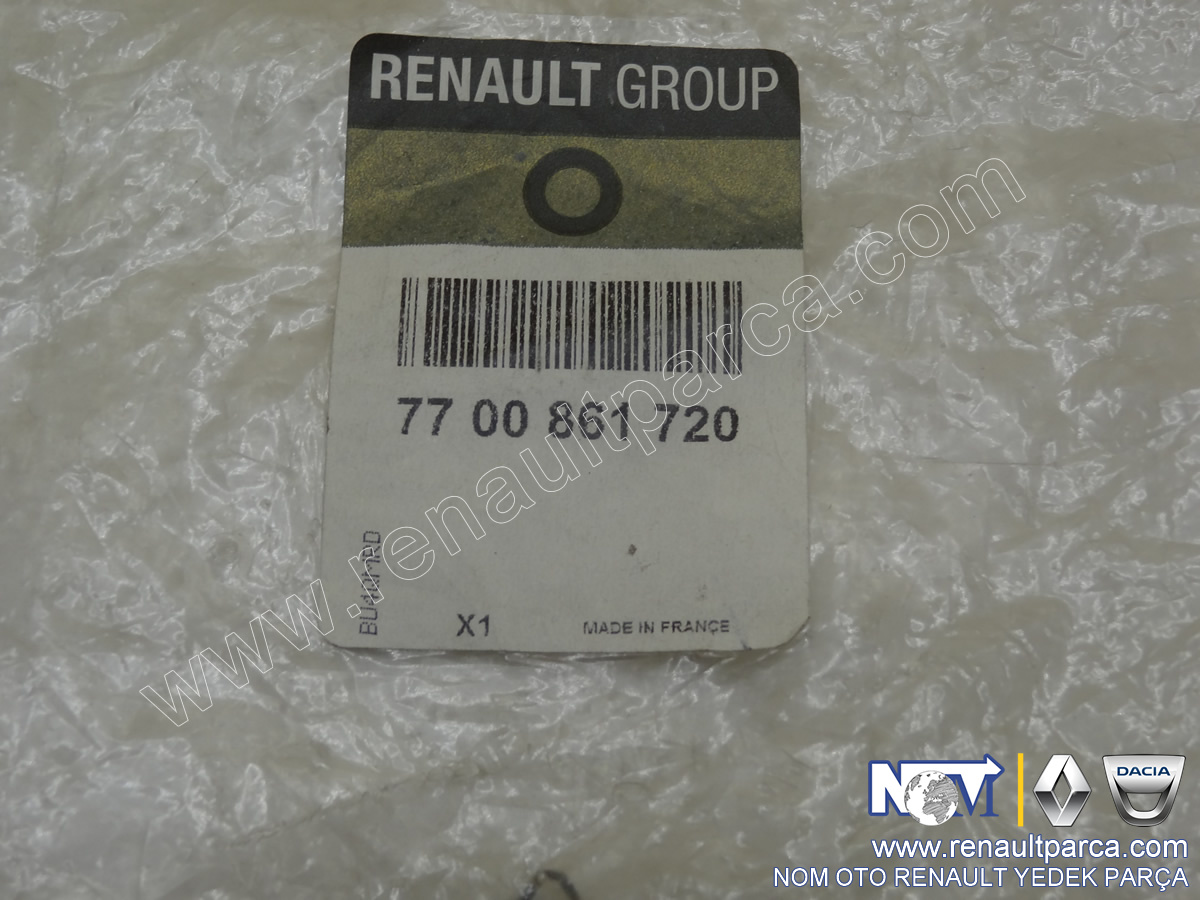 RENAULT GROUP
77 00 861 720
X1
MADE IN FRANCE
www.renaultparca.com
NOM
DACIA
www.renaultparca.com
NOM OTO RENAULT YEDEK PARÇA